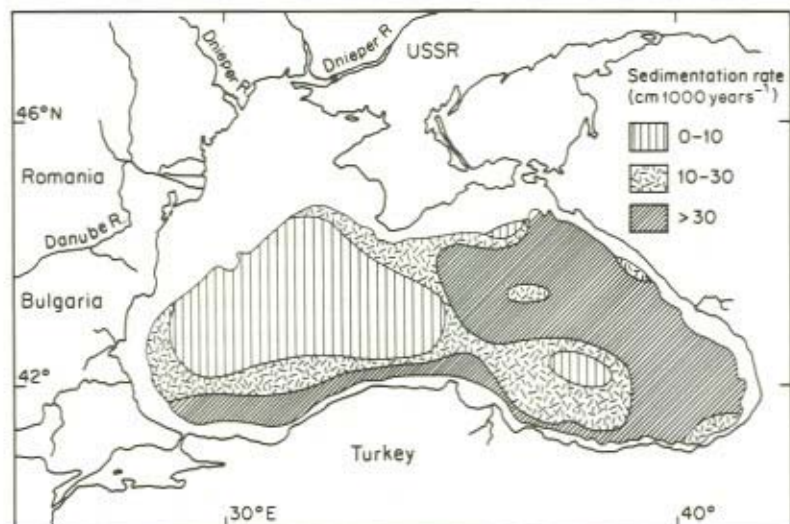 Dnieper R.
Dnieper R.
USSR
Sedimentation rate
(cm 1000 years⁻¹)
46°N
0-10
Romania
10-30
>30
Danube R.
Bulgaria
42°
Turkey
30°E
40°